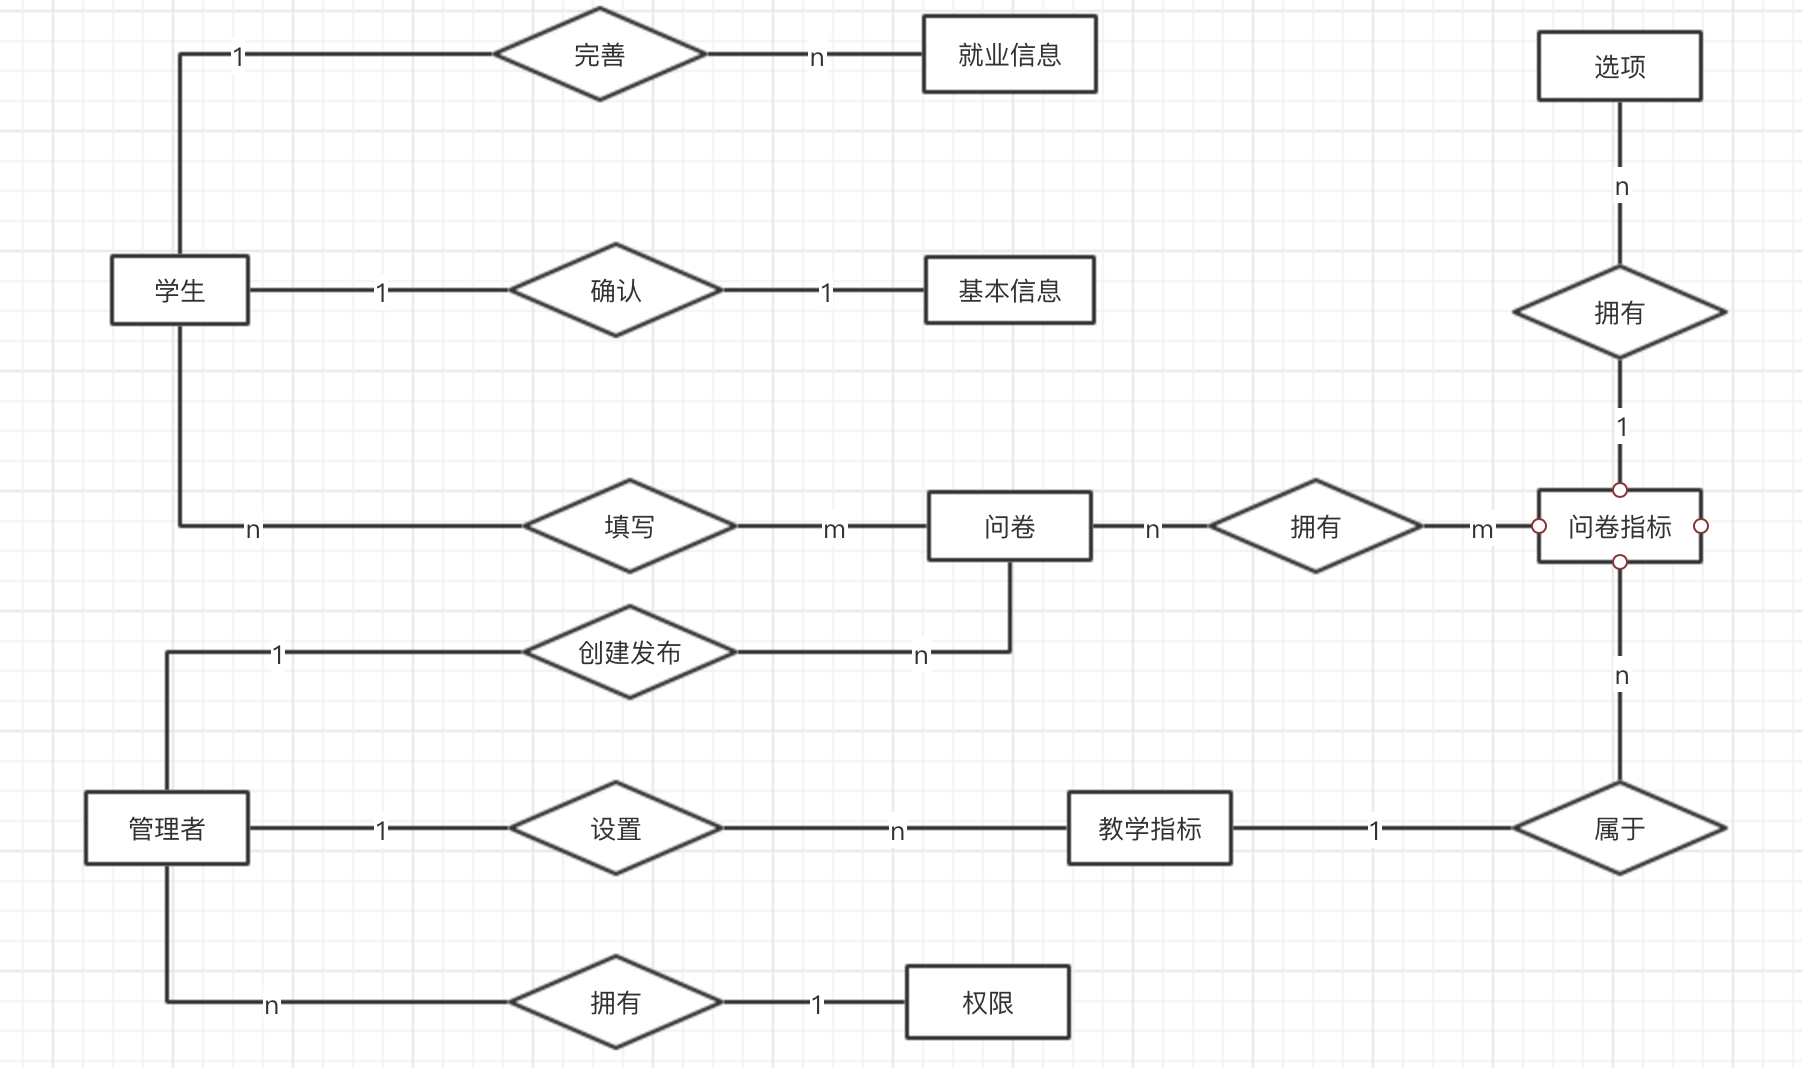 1
完善
n
就业信息
选项
n
学生
1
确认
1
基本信息
拥有
1
n
填写
m
问卷
n
拥有
m
问卷指标
1
创建发布
n
n
管理者
1
设置
n
教学指标
1
属于
n
拥有
1
权限